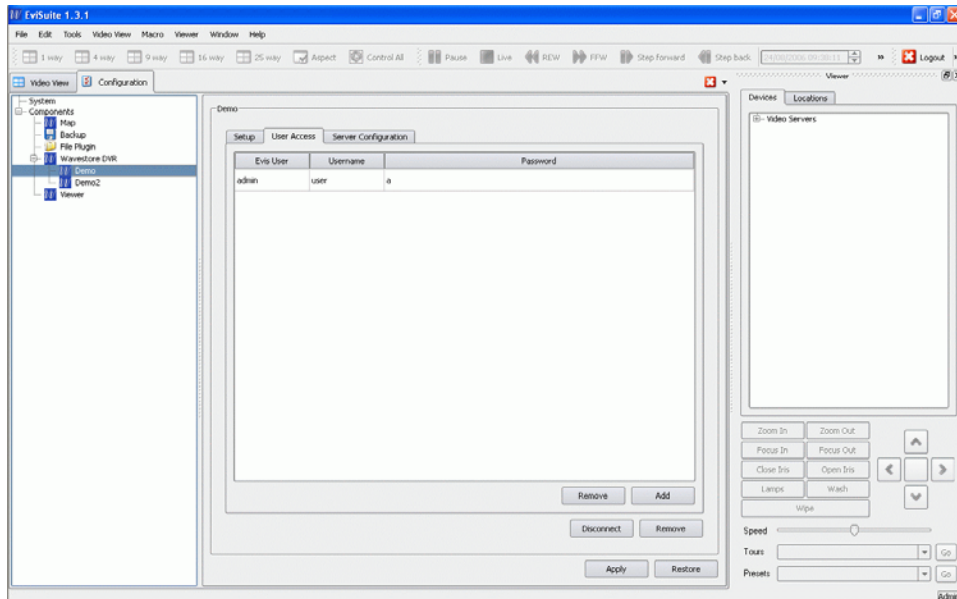 EviSuite 1.3.1
File Edit Tools Video View Macro Viewer Window Help
1 way 4 way 9 way 16 way 25 way Aspect Control All Pause Live REW FFW Step forward Step back 24/08/2006 09:38:11 » Logout »
Video View Configuration
Viewer
System
Components
Map
Backup
File Plugin
Wavestore DVR
Demo
Demo2
Viewer
Demo
Setup User Access Server Configuration
Evis User Username Password
admin user a
Remove Add
Disconnect Remove
Apply Restore
Devices Locations
Video Servers
Zoom In Zoom Out
Focus In Focus Out
Close Iris Open Iris
Lamps Wash
Wipe
Speed
Tours Go
Presets Go